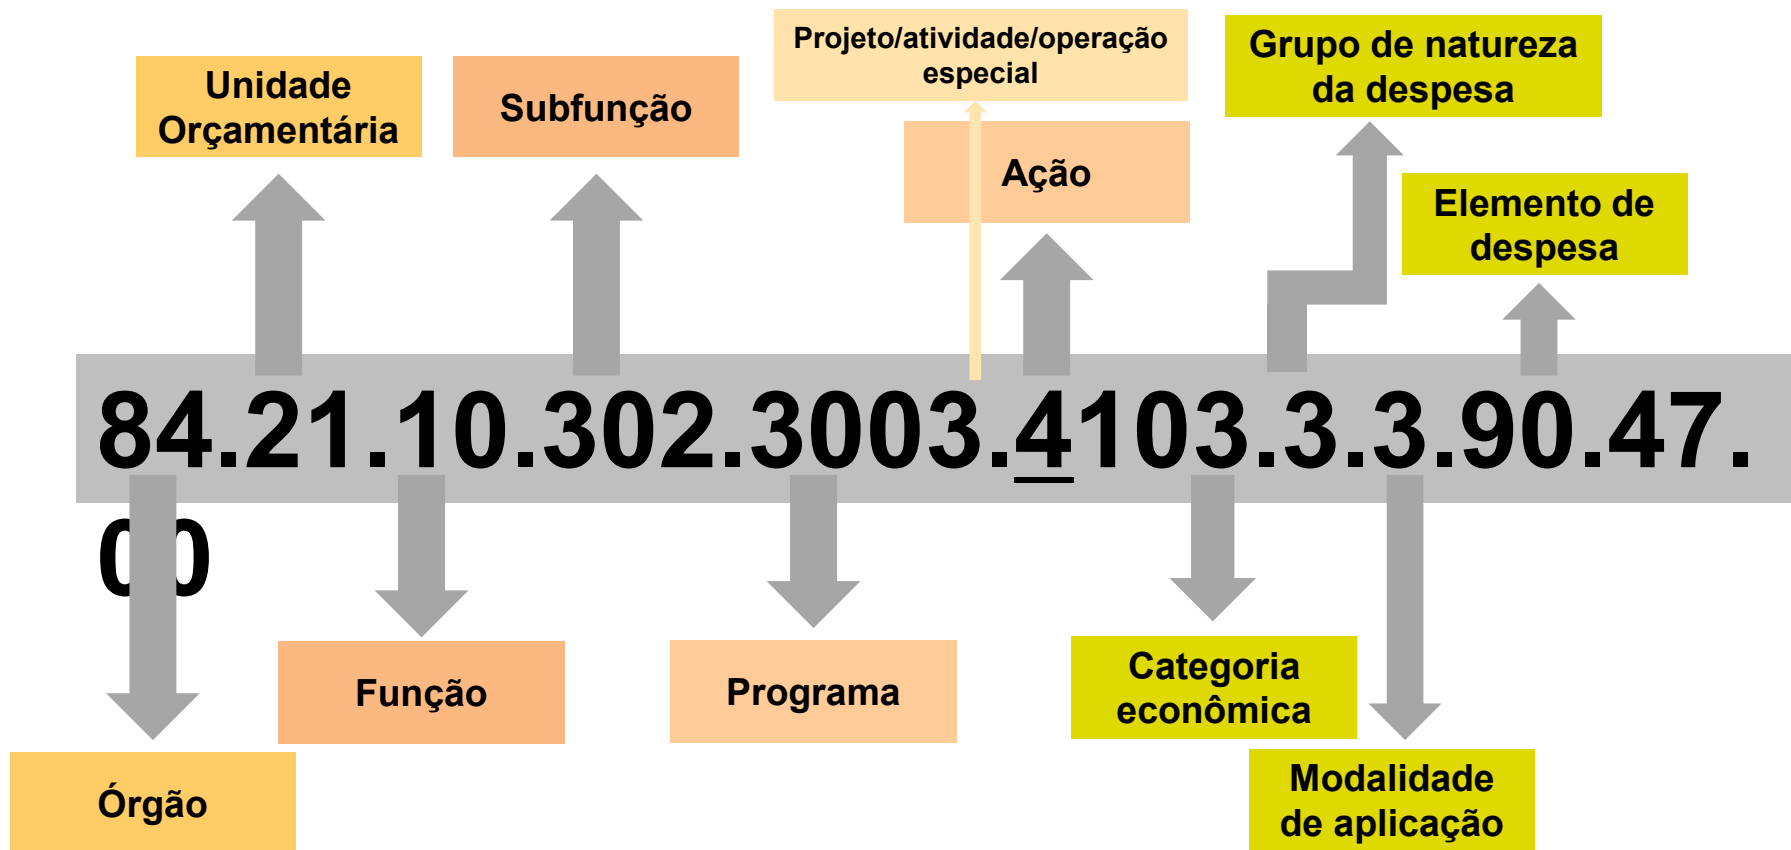 Projeto/atividade/operação
especial
Grupo de natureza
da despesa
Unidade
Orçamentária
Subfunção
Ação
Elemento de
despesa
84.21.10.302.3003.4103.3.3.90.47.
00
Função
Programa
Categoria
econômica
Órgão
Modalidade
de aplicação